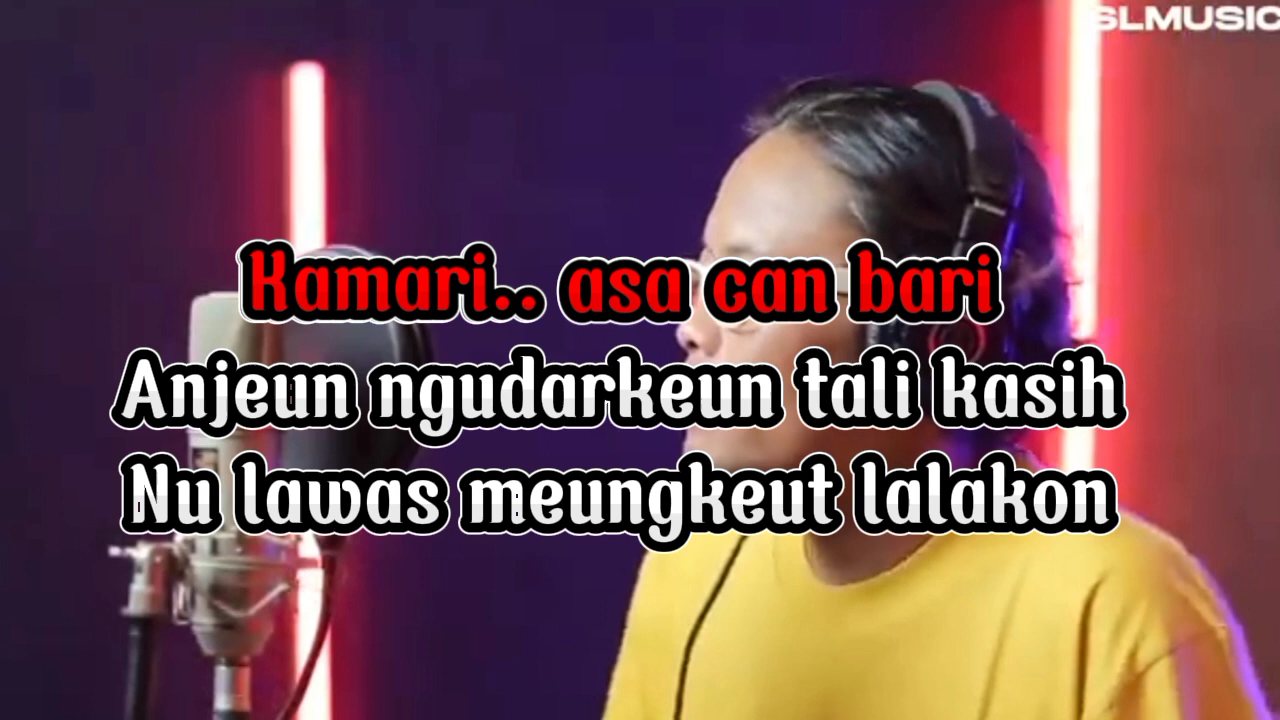 SLMUSIC
Kamari.. asa can bari
Anjeun ngudarkeun tali kasih
Nu lawas meungkeut lalakon